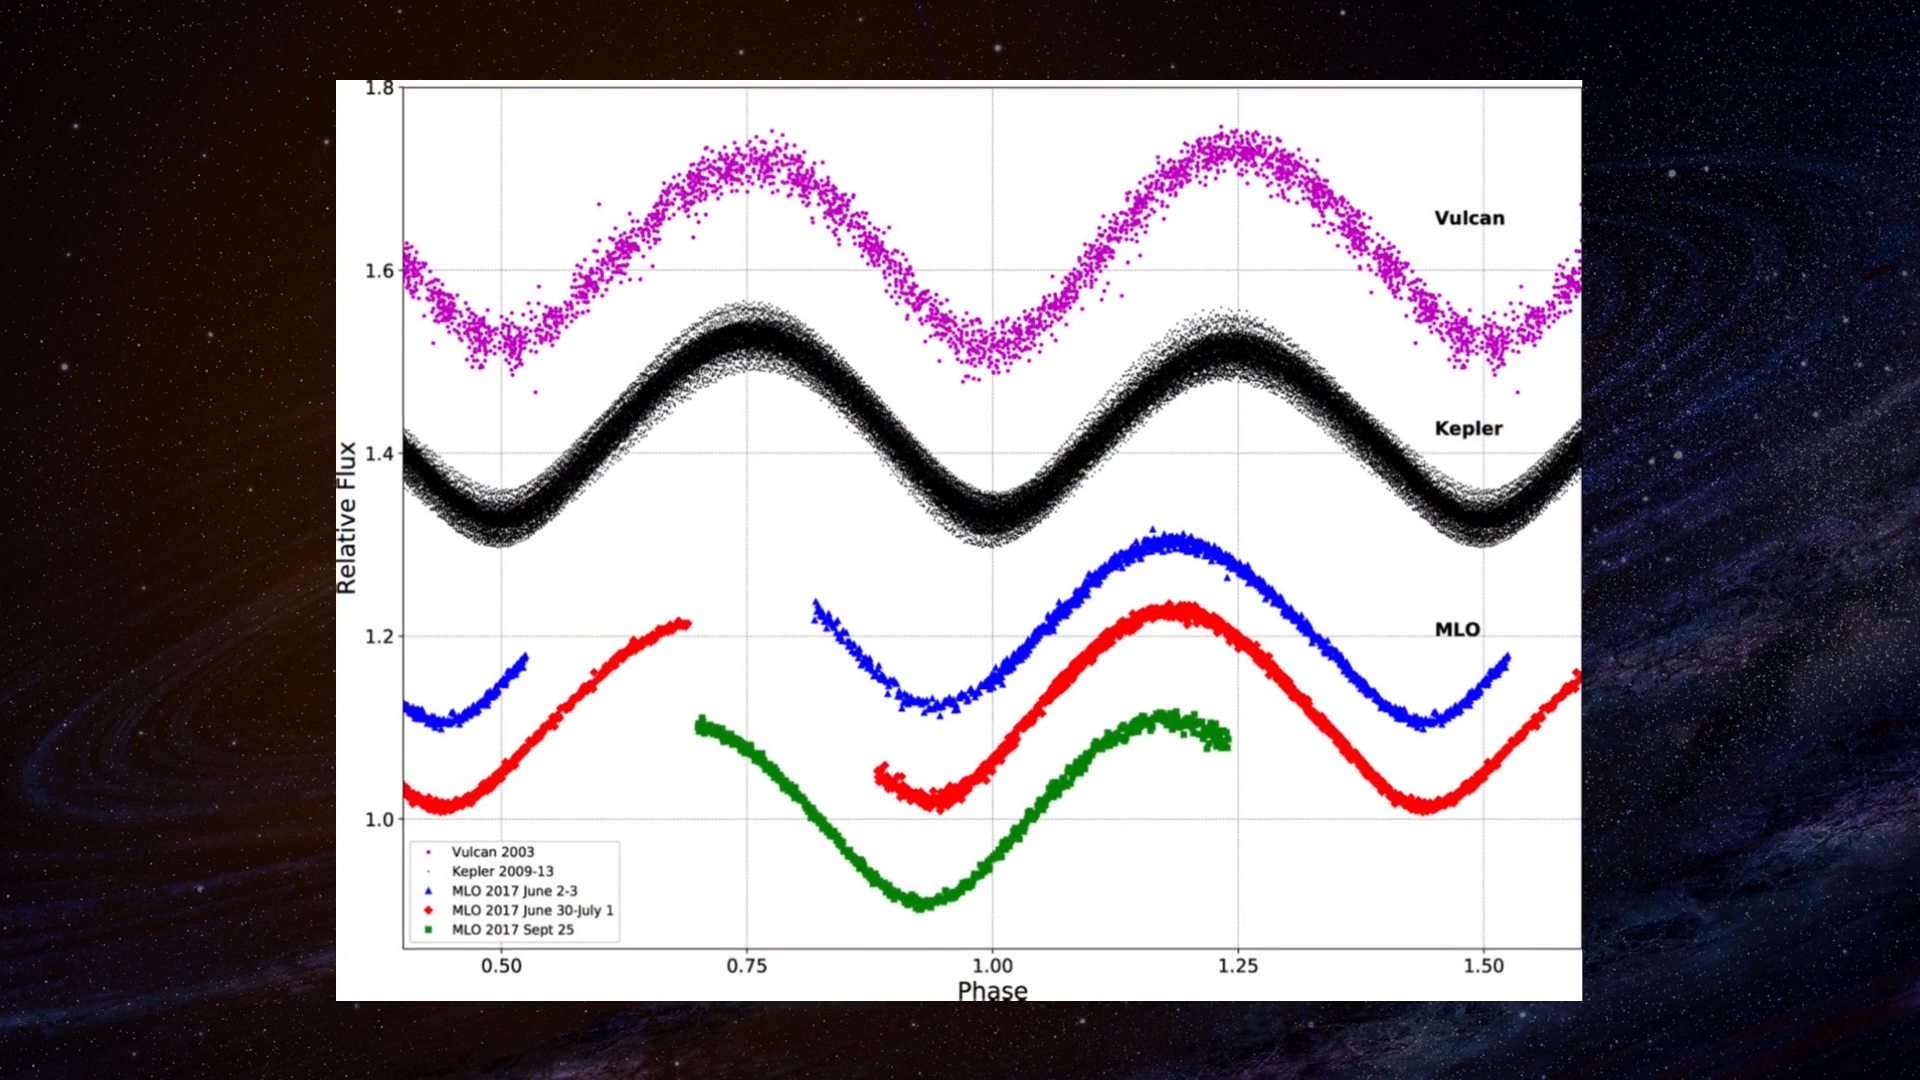 1.8
Vulcan
1.6
Kepler
1.4
Relative Flux
MLO
1.2
1.0
Vulcan 2003
Kepler 2009-13
MLO 2017 June 2-3
MLO 2017 June 30-July 1
MLO 2017 Sept 25
0.50 0.75 1.00 1.25 1.50
Phase